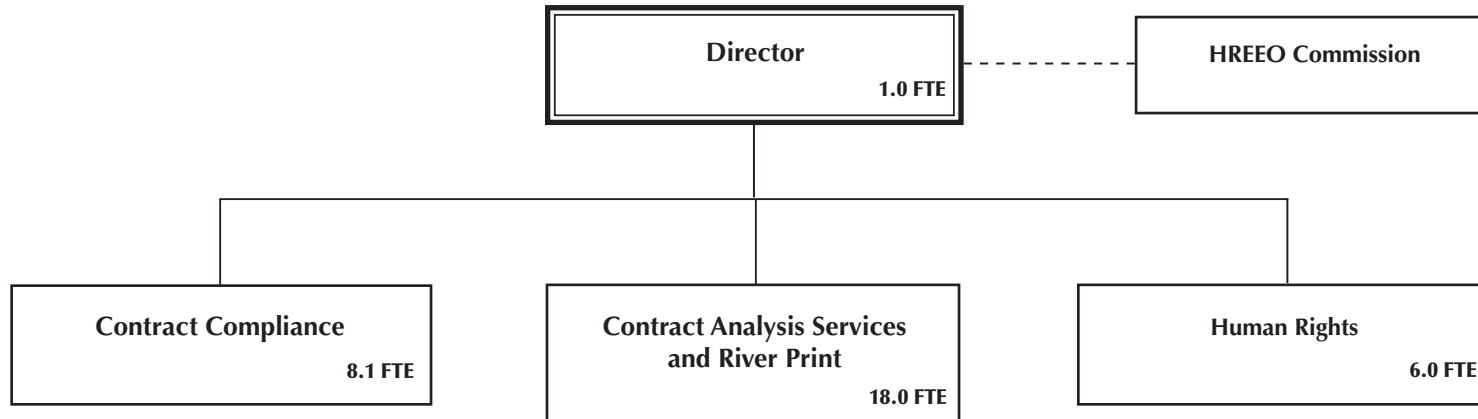 Director
1.0 FTE
HREEO Commission
Contract Compliance
8.1 FTE
Contract Analysis Services
and River Print
18.0 FTE
Human Rights
6.0 FTE